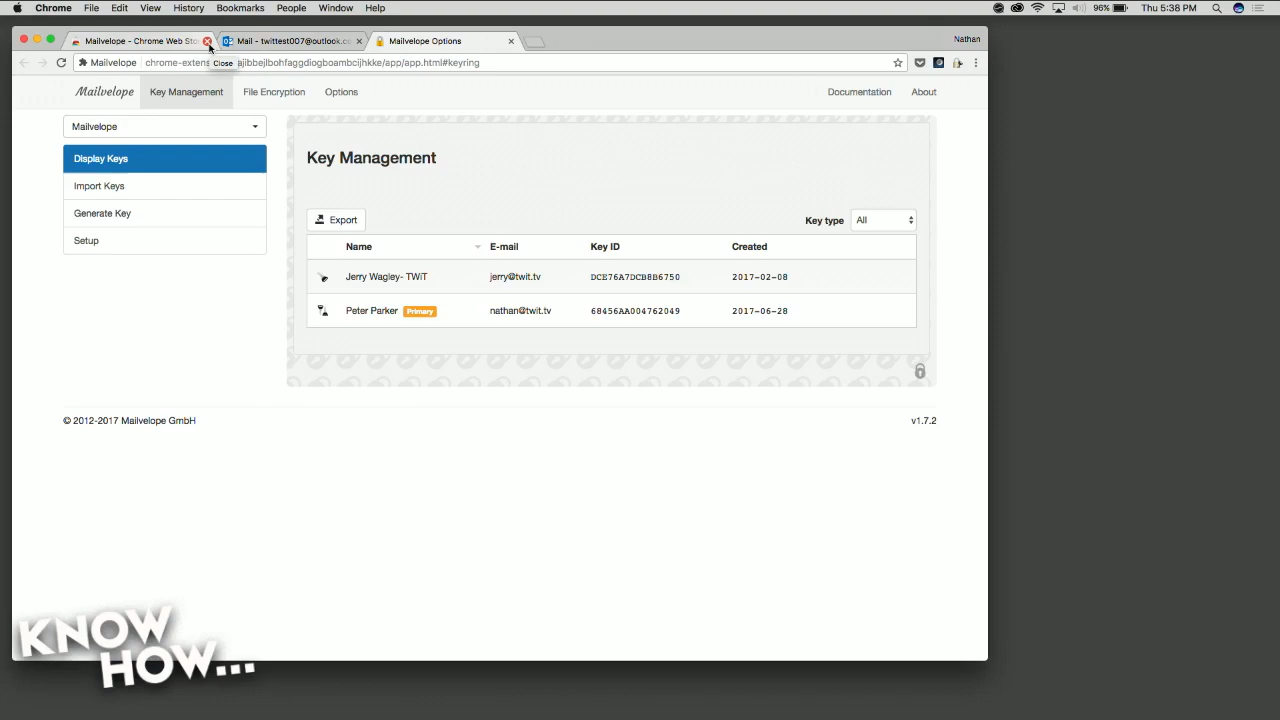 Chrome File Edit View History Bookmarks People Window Help 96% Thu 5:38 PM
Mailvelope - Chrome Web Sto Mail - twittest007@outlook.co Mailvelope Options Nathan
Mailvelope chrome-extens ajibbejlbohfaggdiogboambcijhkke/app/app.html#keyring
Close
Mailvelope Key Management File Encryption Options Documentation About
Mailvelope
Display Keys
Import Keys
Generate Key
Setup
Key Management
Export Key type All
Name E-mail Key ID Created
Jerry Wagley- TWiT jerry@twit.tv DCE76A7DCB8B6750 2017-02-08
Peter Parker Primary nathan@twit.tv 68456AA004762049 2017-06-28
© 2012-2017 Mailvelope GmbH v1.7.2
KNOW
HOW...